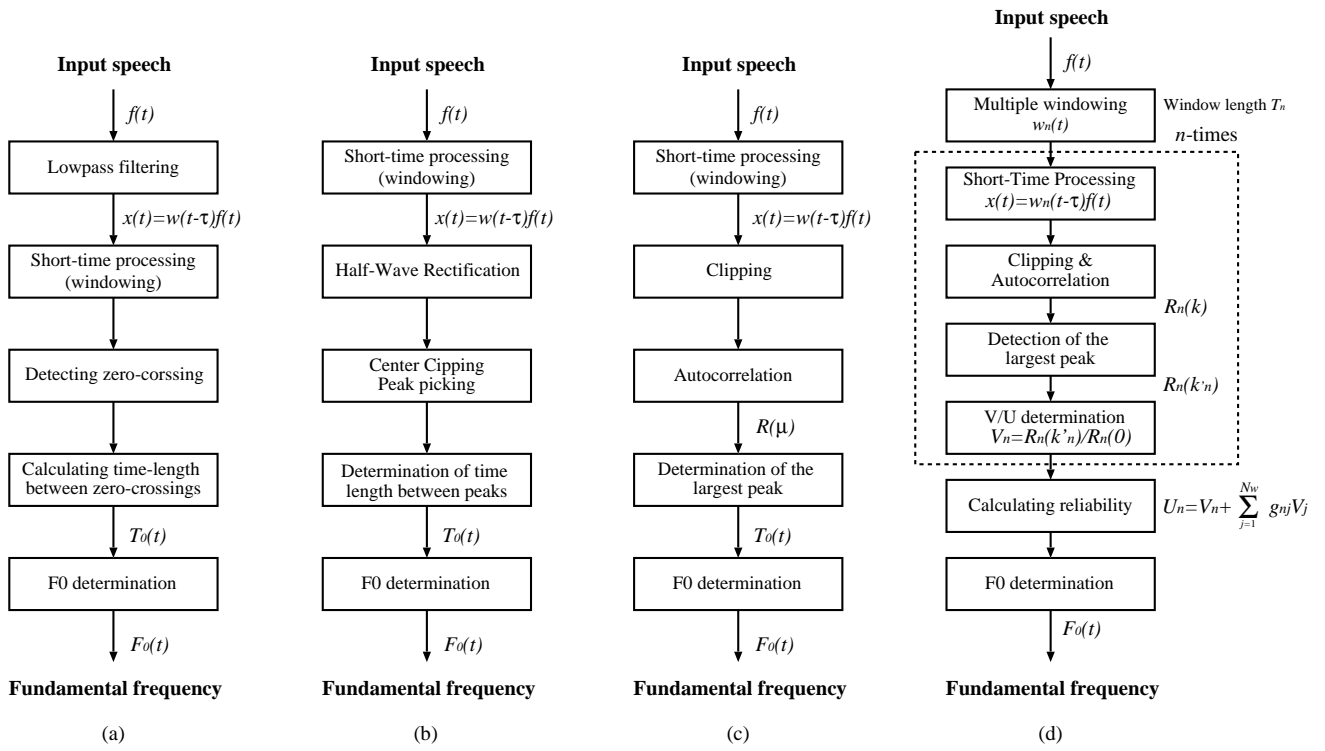 Input speech
f(t)
Lowpass filtering
x(t)=w(t-τ)f(t)
Short-time processing
(windowing)
Detecting zero-corssing
Calculating time-length
between zero-crossings
T0(t)
F0 determination
F0(t)
Fundamental frequency
(a)
Input speech
f(t)
Short-time processing
(windowing)
x(t)=w(t-τ)f(t)
Half-Wave Rectification
Center Cipping
Peak picking
Determination of time
length between peaks
T0(t)
F0 determination
F0(t)
Fundamental frequency
(b)
Input speech
f(t)
Short-time processing
(windowing)
x(t)=w(t-τ)f(t)
Clipping
Autocorrelation
R(μ)
Determination of the
largest peak
T0(t)
F0 determination
F0(t)
Fundamental frequency
(c)
Input speech
f(t)
Multiple windowing
wn(t)
Window length Tn
n-times
Short-Time Processing
x(t)=wn(t-τ)f(t)
Clipping &
Autocorrelation
Rn(k)
Detection of the
largest peak
Rn(k'n)
V/U determination
Vn=Rn(k'n)/Rn(0)
Calculating reliability
Un=Vn+ Nw∑j=1 gnjVj
F0 determination
F0(t)
Fundamental frequency
(d)